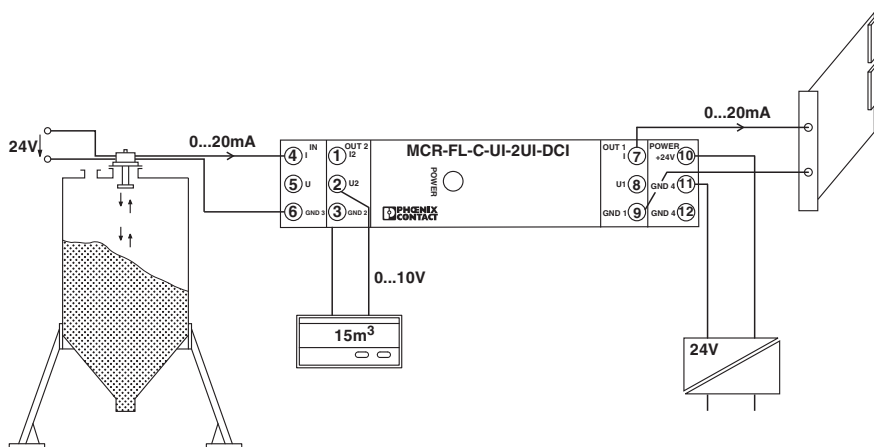 0...20mA
24V
0...20mA
IN
OUT 2
MCR-FL-C-UI-2UI-DCI
OUT 1
POWER
4 I
1 I2
I 7
+24V 10
5 U
2 U2
POWER
U1 8
GND 4 11
6 GND 3
3 GND 2
PHŒNIX
CONTACT
GND 1 9
GND 4 12
0...10V
15m³
24V